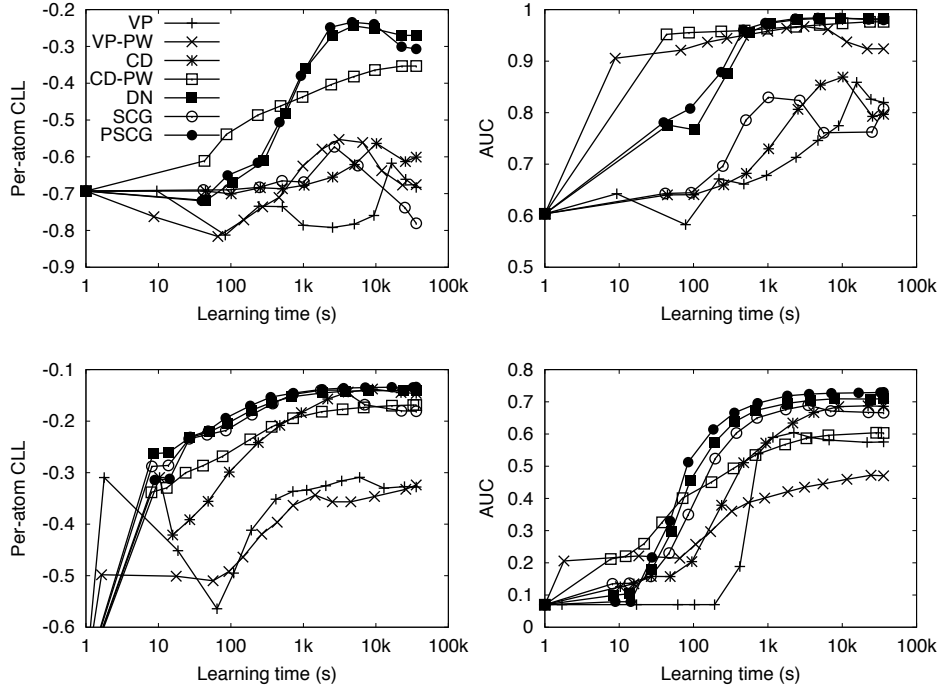 -0.2
-0.3
-0.4
-0.5
-0.6
-0.7
-0.8
-0.9
Per-atom CLL
VP
VP-PW
CD
CD-PW
DN
SCG
PSCG
1 10 100 1000 10k 100k
Learning time (s)
1
0.9
0.8
0.7
0.6
0.5
AUC
1 10 100 1k 10k 100k
Learning time (s)
-0.1
-0.2
-0.3
-0.4
-0.5
-0.6
Per-atom CLL
1 10 100 1k 10k 100k
Learning time (s)
0.8
0.7
0.6
0.5
0.4
0.3
0.2
0.1
0
AUC
1 10 100 1k 10k 100k
Learning time (s)